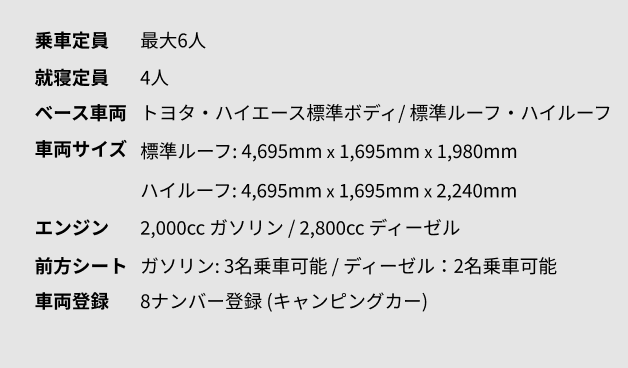 乗車定員 最大6人
就寝定員 4人
ベース車両 トヨタ・ハイエース標準ボディ/ 標準ルーフ・ハイルーフ
車両サイズ 標準ルーフ: 4,695mm x 1,695mm x 1,980mm
ハイルーフ: 4,695mm x 1,695mm x 2,240mm
エンジン 2,000cc ガソリン / 2,800cc ディーゼル
前方シート ガソリン: 3名乗車可能 / ディーゼル：2名乗車可能
車両登録 8ナンバー登録 (キャンピングカー)